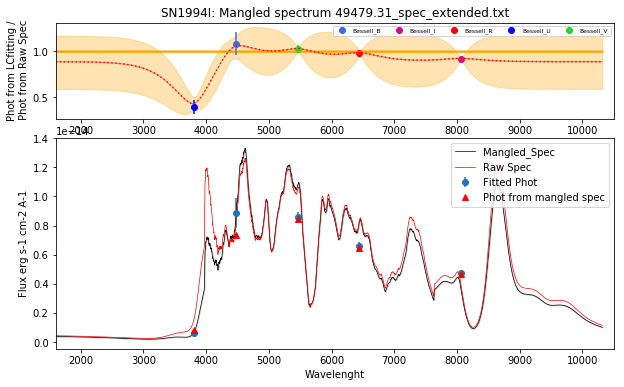 SN1994I: Mangled spectrum 49479.31_spec_extended.txt
Phot from LCfitting /
Phot from Raw Spec
1.0
0.5
Bessell_B
Bessell_I
Bessell_R
Bessell_U
Bessell_V
2000 3000 4000 5000 6000 7000 8000 9000 10000
1e−14
Flux erg s-1 cm-2 A-1
1.4
1.2
1.0
0.8
0.6
0.4
0.2
0.0
Mangled_Spec
Raw Spec
Fitted Phot
Phot from mangled spec
2000 3000 4000 5000 6000 7000 8000 9000 10000
Wavelenght